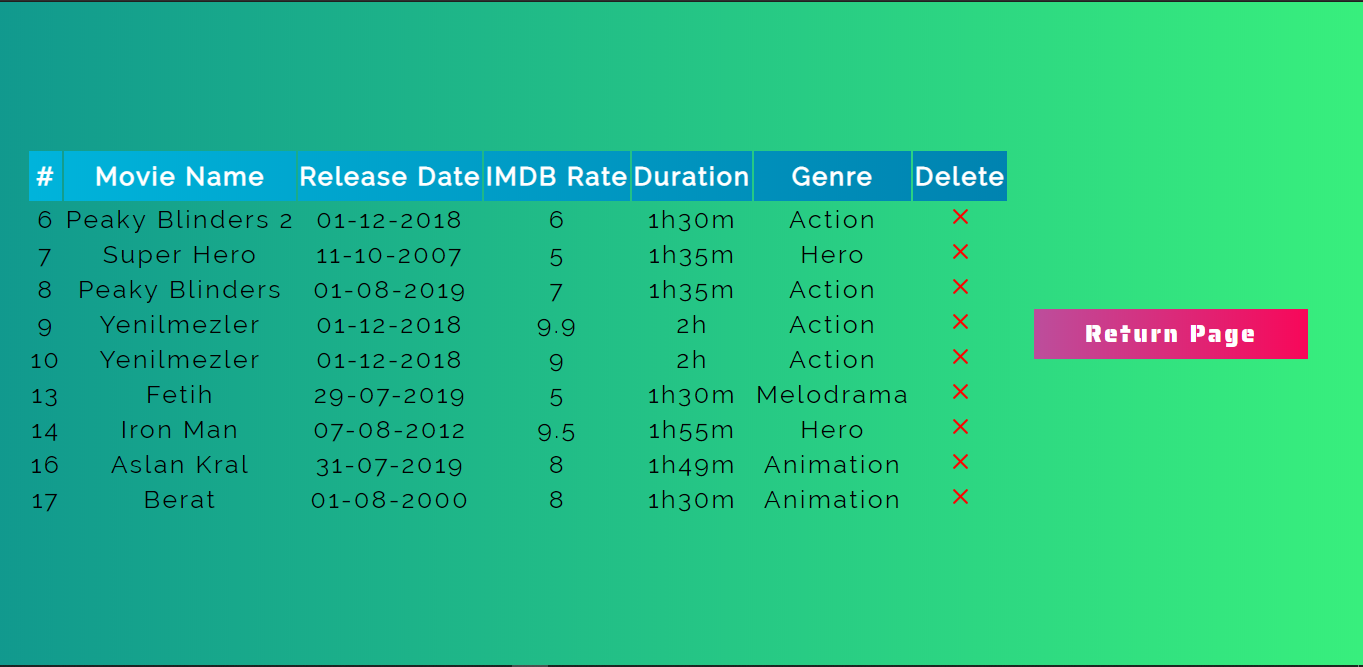 # Movie Name Release Date IMDB Rate Duration Genre Delete
6 Peaky Blinders 2 01-12-2018 6 1h30m Action ×
7 Super Hero 11-10-2007 5 1h35m Hero ×
8 Peaky Blinders 01-08-2019 7 1h35m Action ×
9 Yenilmezler 01-12-2018 9.9 2h Action ×
10 Yenilmezler 01-12-2018 9 2h Action ×
13 Fetih 29-07-2019 5 1h30m Melodrama ×
14 Iron Man 07-08-2012 9.5 1h55m Hero ×
16 Aslan Kral 31-07-2019 8 1h49m Animation ×
17 Berat 01-08-2000 8 1h30m Animation ×
Return Page